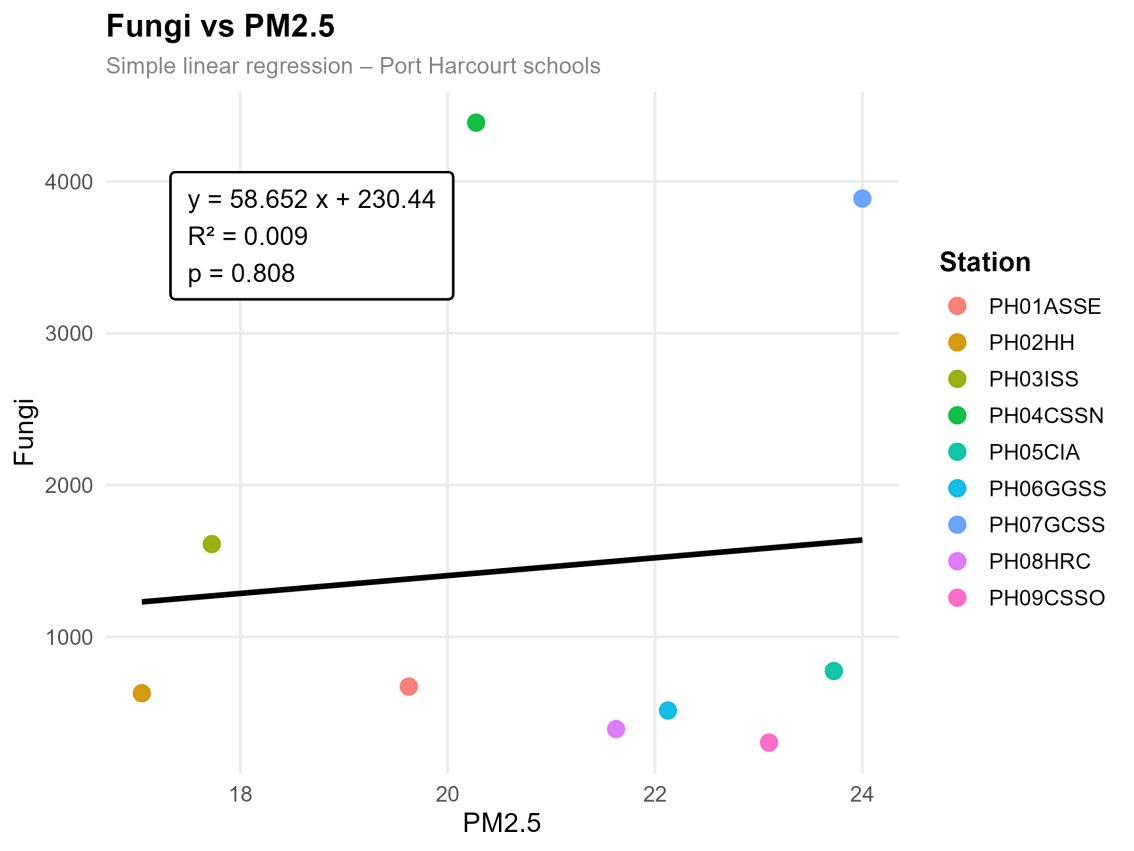 Fungi vs PM2.5
Simple linear regression – Port Harcourt schools
y = 58.652 x + 230.44
R² = 0.009
p = 0.808
4000
3000
2000
1000
Fungi
18
20
22
24
PM2.5
Station
PH01ASSE
PH02HH
PH03ISS
PH04CSSN
PH05CIA
PH06GGSS
PH07GCSS
PH08HRC
PH09CSSO